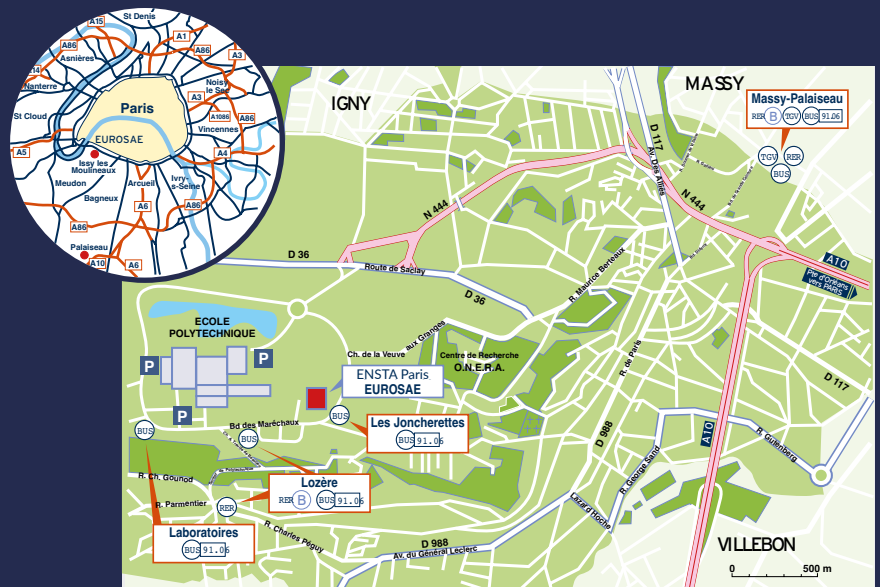 St Denis
A15
A1
A86
A86
A3
Asnières
A14
Nanterre
Noisy
le Sec
A3
Paris
A1086
A86
St Cloud
Vincennes
EUROSAE
A5
A4
Issy les
Moulineaux
Meudon
Arcueil
Ivry-
s-Seine
Bagneux
A6
A86
A86
Palaiseau
A10
A6
IGNY
MASSY
Massy-Palaiseau
RER B TGV BUS 91.06
TGV
RER
BUS
D 117
Av. Des Alliés
N 444
N 444
A10
Pte d'Orléans
vers PARIS
D 36
Route de Saclay
D 36
R. Maurice Berteaux
ECOLE
POLYTECHNIQUE
aux Granges
Ch. de la Veuve
Centre de Recherche
O.N.E.R.A.
R. de Paris
P
P
P
ENSTA Paris
EUROSAE
D 117
BUS
Les Joncherettes
BUS 91.06
BUS
Bd des Maréchaux
BUS
D 988
A10
R. Gutenberg
R. George Sand
R. Ch. Gounod
Lozère
RER B BUS 91.06
R. Parmentier
RER
Lazard Hoche
Laboratoires
BUS 91.06
R. Charles Péguy
D 988
Av. du Général Leclerc
VILLEBON
0 500 m